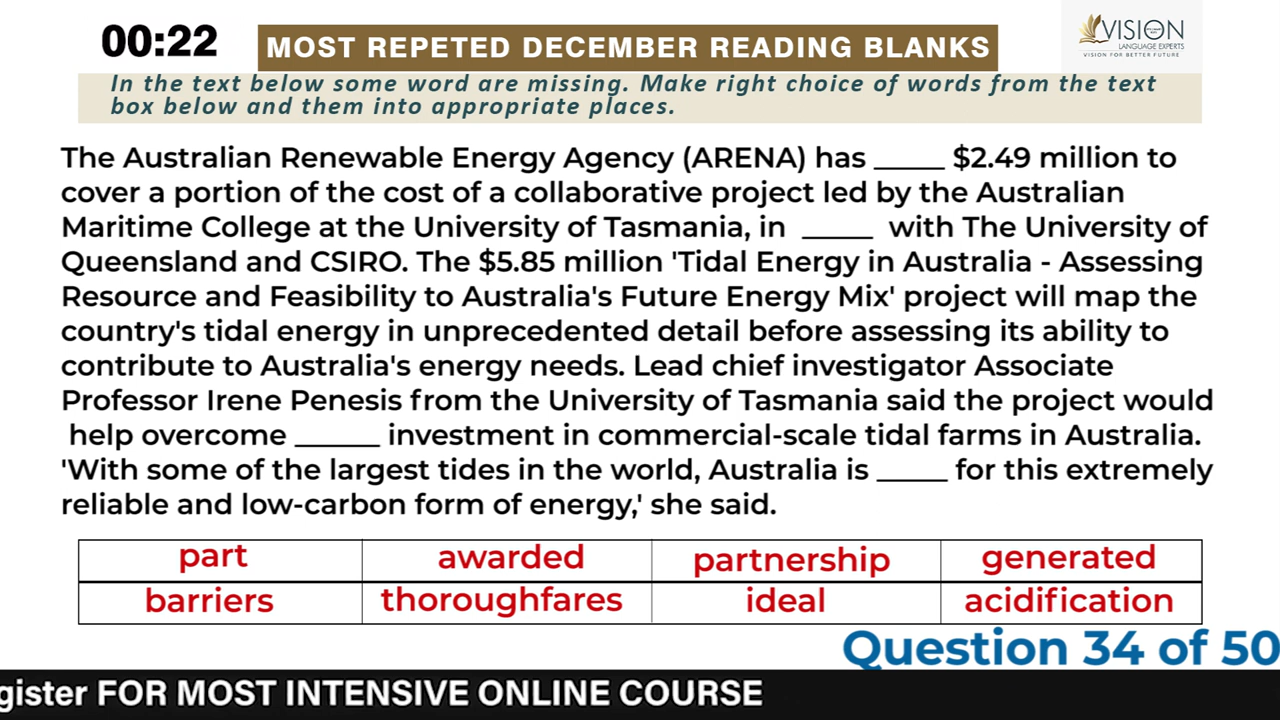 00:22
MOST REPETED DECEMBER READING BLANKS
VISION
LANGUAGE EXPERTS
VISION FOR BETTER FUTURE
In the text below some word are missing. Make right choice of words from the text
box below and them into appropriate places.
The Australian Renewable Energy Agency (ARENA) has _____ $2.49 million to
cover a portion of the cost of a collaborative project led by the Australian
Maritime College at the University of Tasmania, in _____ with The University of
Queensland and CSIRO. The $5.85 million 'Tidal Energy in Australia - Assessing
Resource and Feasibility to Australia's Future Energy Mix' project will map the
country's tidal energy in unprecedented detail before assessing its ability to
contribute to Australia's energy needs. Lead chief investigator Associate
Professor Irene Penesis from the University of Tasmania said the project would
help overcome ______ investment in commercial-scale tidal farms in Australia.
'With some of the largest tides in the world, Australia is _____ for this extremely
reliable and low-carbon form of energy,' she said.
part awarded partnership generated
barriers thoroughfares ideal acidification
Question 34 of 50
gister FOR MOST INTENSIVE ONLINE COURSE